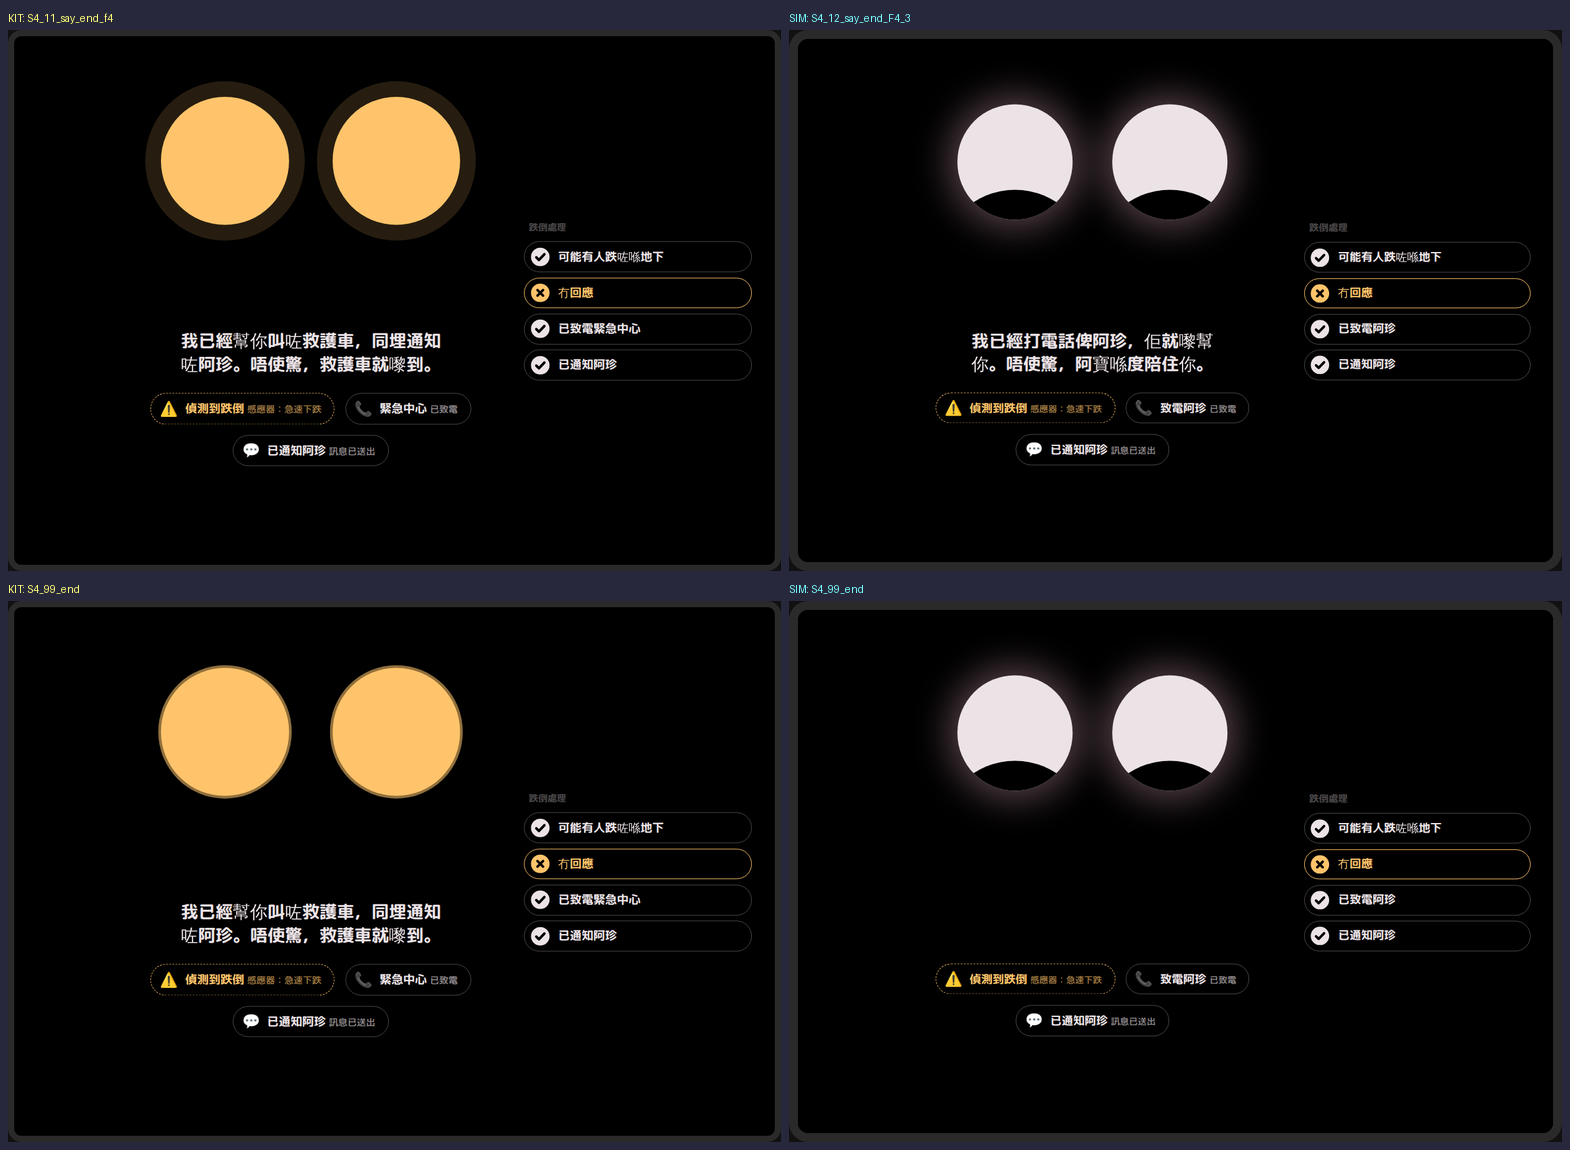 KIT: S4_11_say_end_f4
跌倒處理
可能有人跌咗喺地下
冇回應
已致電緊急中心
已通知阿珍
我已經幫你叫咗救護車，同埋通知
咗阿珍。唔使驚，救護車就嚟到。
偵測到跌倒 感應器：急速下跌
緊急中心 已致電
已通知阿珍 訊息已送出
SIM: S4_12_say_end_F4_3
跌倒處理
可能有人跌咗喺地下
冇回應
已致電阿珍
已通知阿珍
我已經打電話俾阿珍，佢就嚟幫
你。唔使驚，阿寶喺度陪住你。
偵測到跌倒 感應器：急速下跌
致電阿珍 已致電
已通知阿珍 訊息已送出
KIT: S4_99_end
跌倒處理
可能有人跌咗喺地下
冇回應
已致電緊急中心
已通知阿珍
我已經幫你叫咗救護車，同埋通知
咗阿珍。唔使驚，救護車就嚟到。
偵測到跌倒 感應器：急速下跌
緊急中心 已致電
已通知阿珍 訊息已送出
SIM: S4_99_end
跌倒處理
可能有人跌咗喺地下
冇回應
已致電阿珍
已通知阿珍
偵測到跌倒 感應器：急速下跌
致電阿珍 已致電
已通知阿珍 訊息已送出